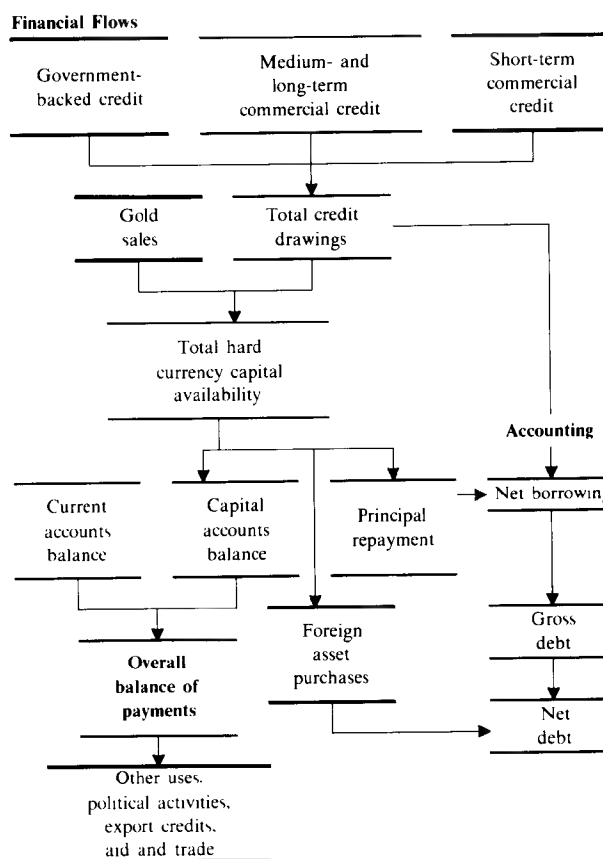 Financial Flows
Government-
backed credit
Medium- and
long-term
commercial credit
Short-term
commercial
credit
Gold
sales
Total credit
drawings
Total hard
currency capital
availability
Accounting
Current
accounts
balance
Capital
accounts
balance
Principal
repayment
Net borrowing
Foreign
asset
purchases
Gross
debt
Overall
balance of
payments
Net
debt
Other uses,
political activities,
export credits,
aid and trade